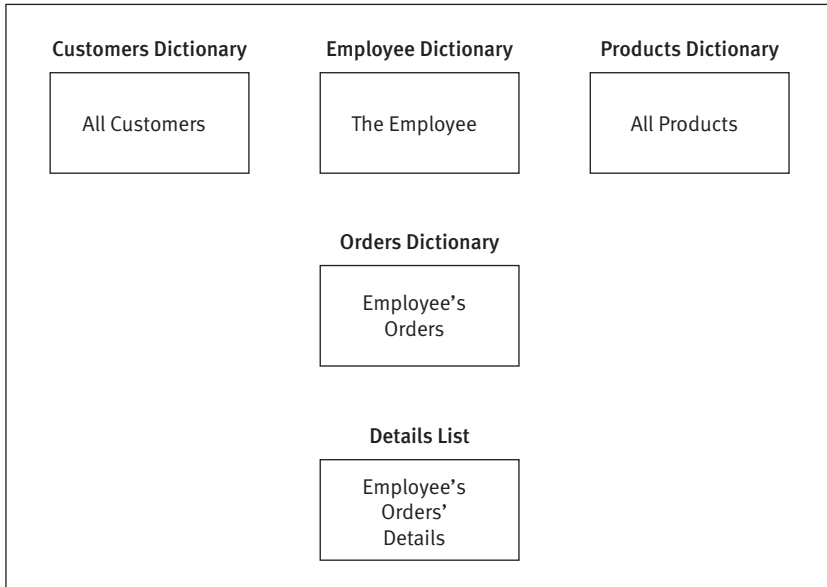 Customers Dictionary
Employee Dictionary
Products Dictionary
All Customers
The Employee
All Products
Orders Dictionary
Employee’s
Orders
Details List
Employee’s
Orders’
Details